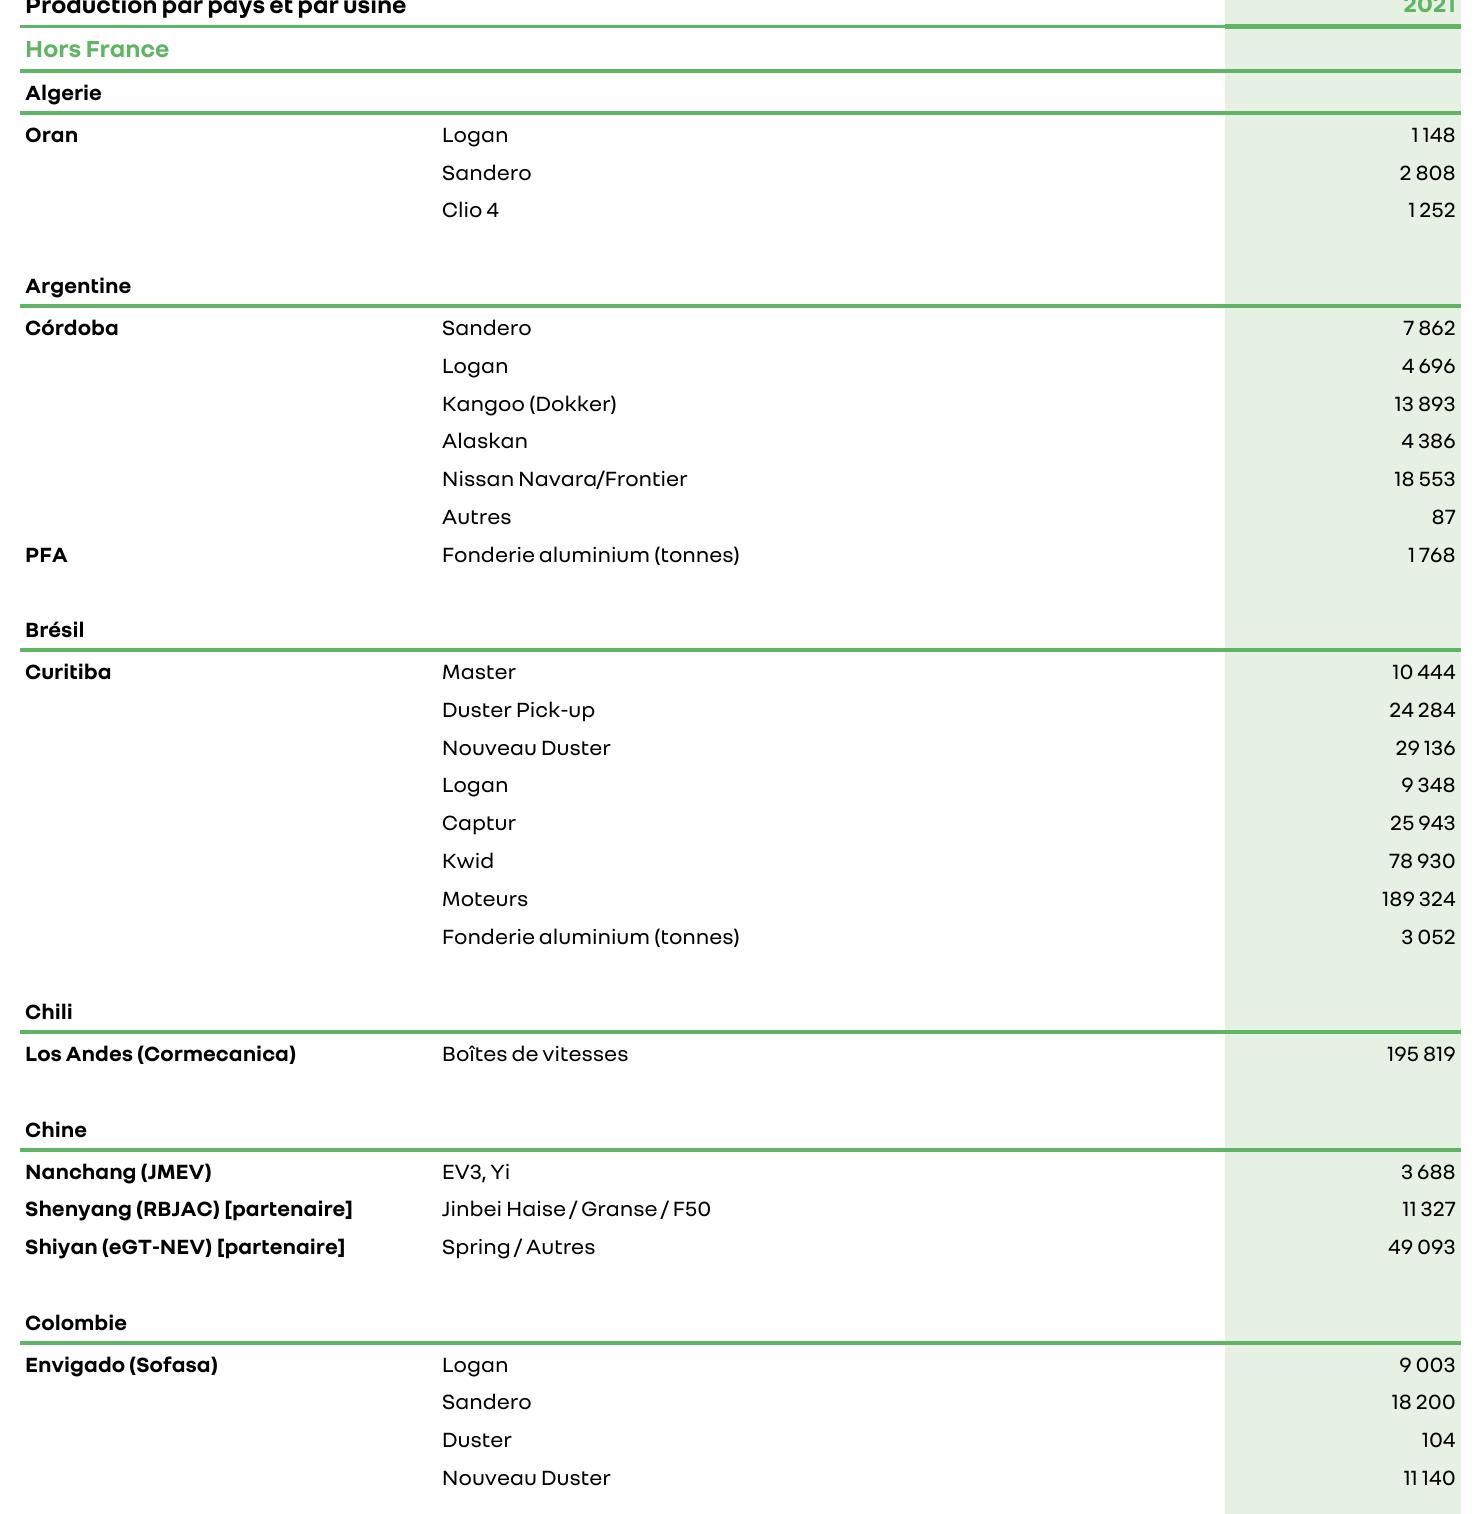 Production par pays et par usine 2021
Hors France
Algerie
Oran Logan 1 148
Sandero 2 808
Clio 4 1 252
Argentine
Córdoba Sandero 7 862
Logan 4 696
Kangoo (Dokker) 13 893
Alaskan 4 386
Nissan Navara/Frontier 18 553
Autres 87
PFA Fonderie aluminium (tonnes) 1 768
Brésil
Curitiba Master 10 444
Duster Pick-up 24 284
Nouveau Duster 29 136
Logan 9 348
Captur 25 943
Kwid 78 930
Moteurs 189 324
Fonderie aluminium (tonnes) 3 052
Chili
Los Andes (Cormecanica) Boîtes de vitesses 195 819
Chine
Nanchang (JMEV) EV3, Yi 3 688
Shenyang (RBJAC) [partenaire] Jinbei Haise / Granse / F50 11 327
Shiyan (eGT-NEV) [partenaire] Spring / Autres 49 093
Colombie
Envigado (Sofasa) Logan 9 003
Sandero 18 200
Duster 104
Nouveau Duster 11 140